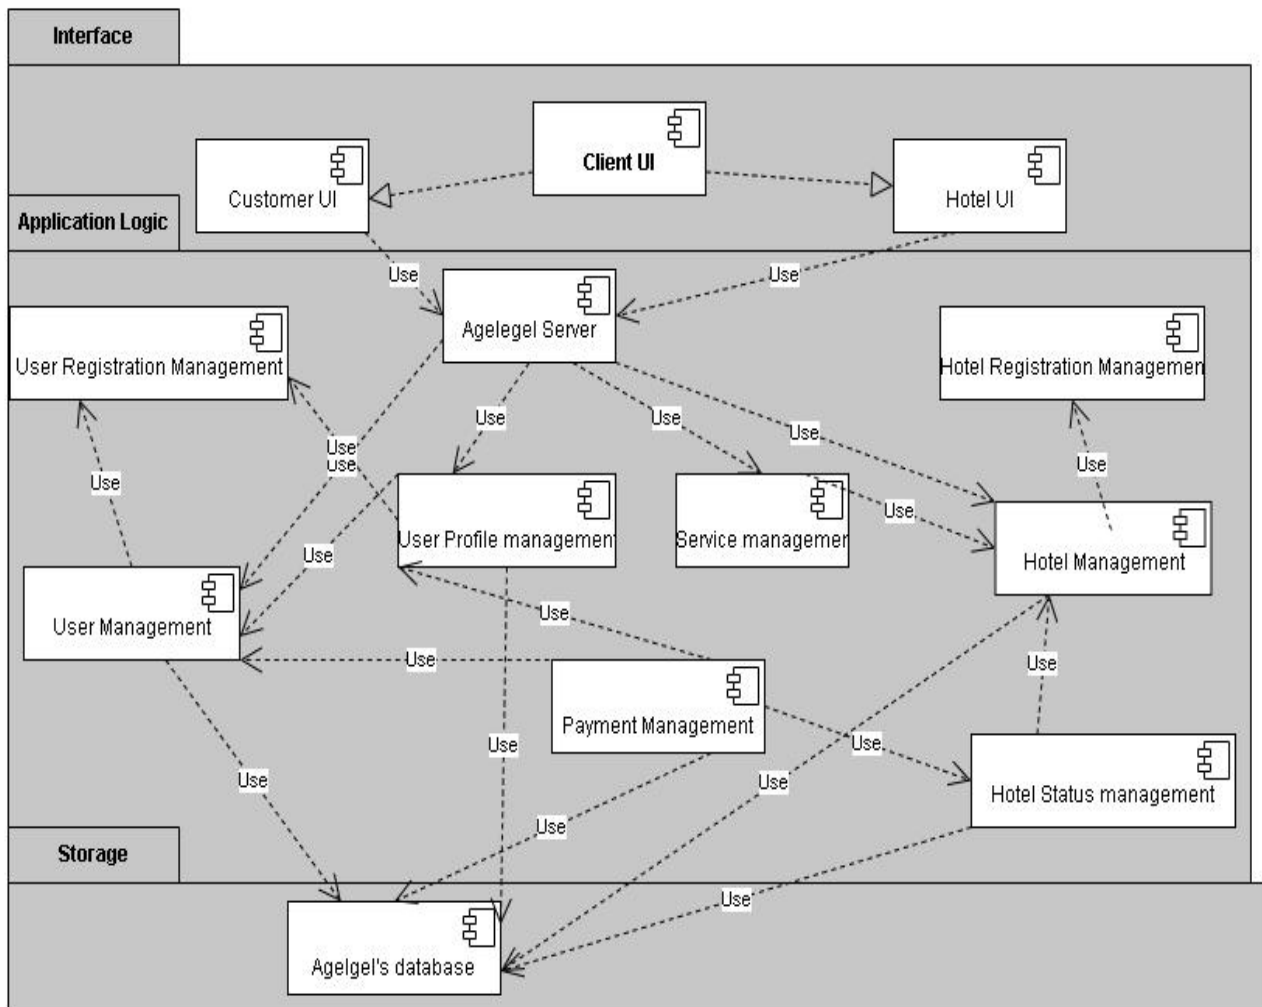 Interface
Client UI
Customer UI
Hotel UI
Application Logic
Use
Use
Agelegel Server
User Registration Management
Hotel Registration Managemen
Use
Use
Use
Use
use
Use
Use
Use
User Profile management
Service managemen
Use
Hotel Management
Use
User Management
Use
Use
Use
Payment Management
Use
Use
Use
Use
Hotel Status management
Use
Storage
Use
Agelgel's database